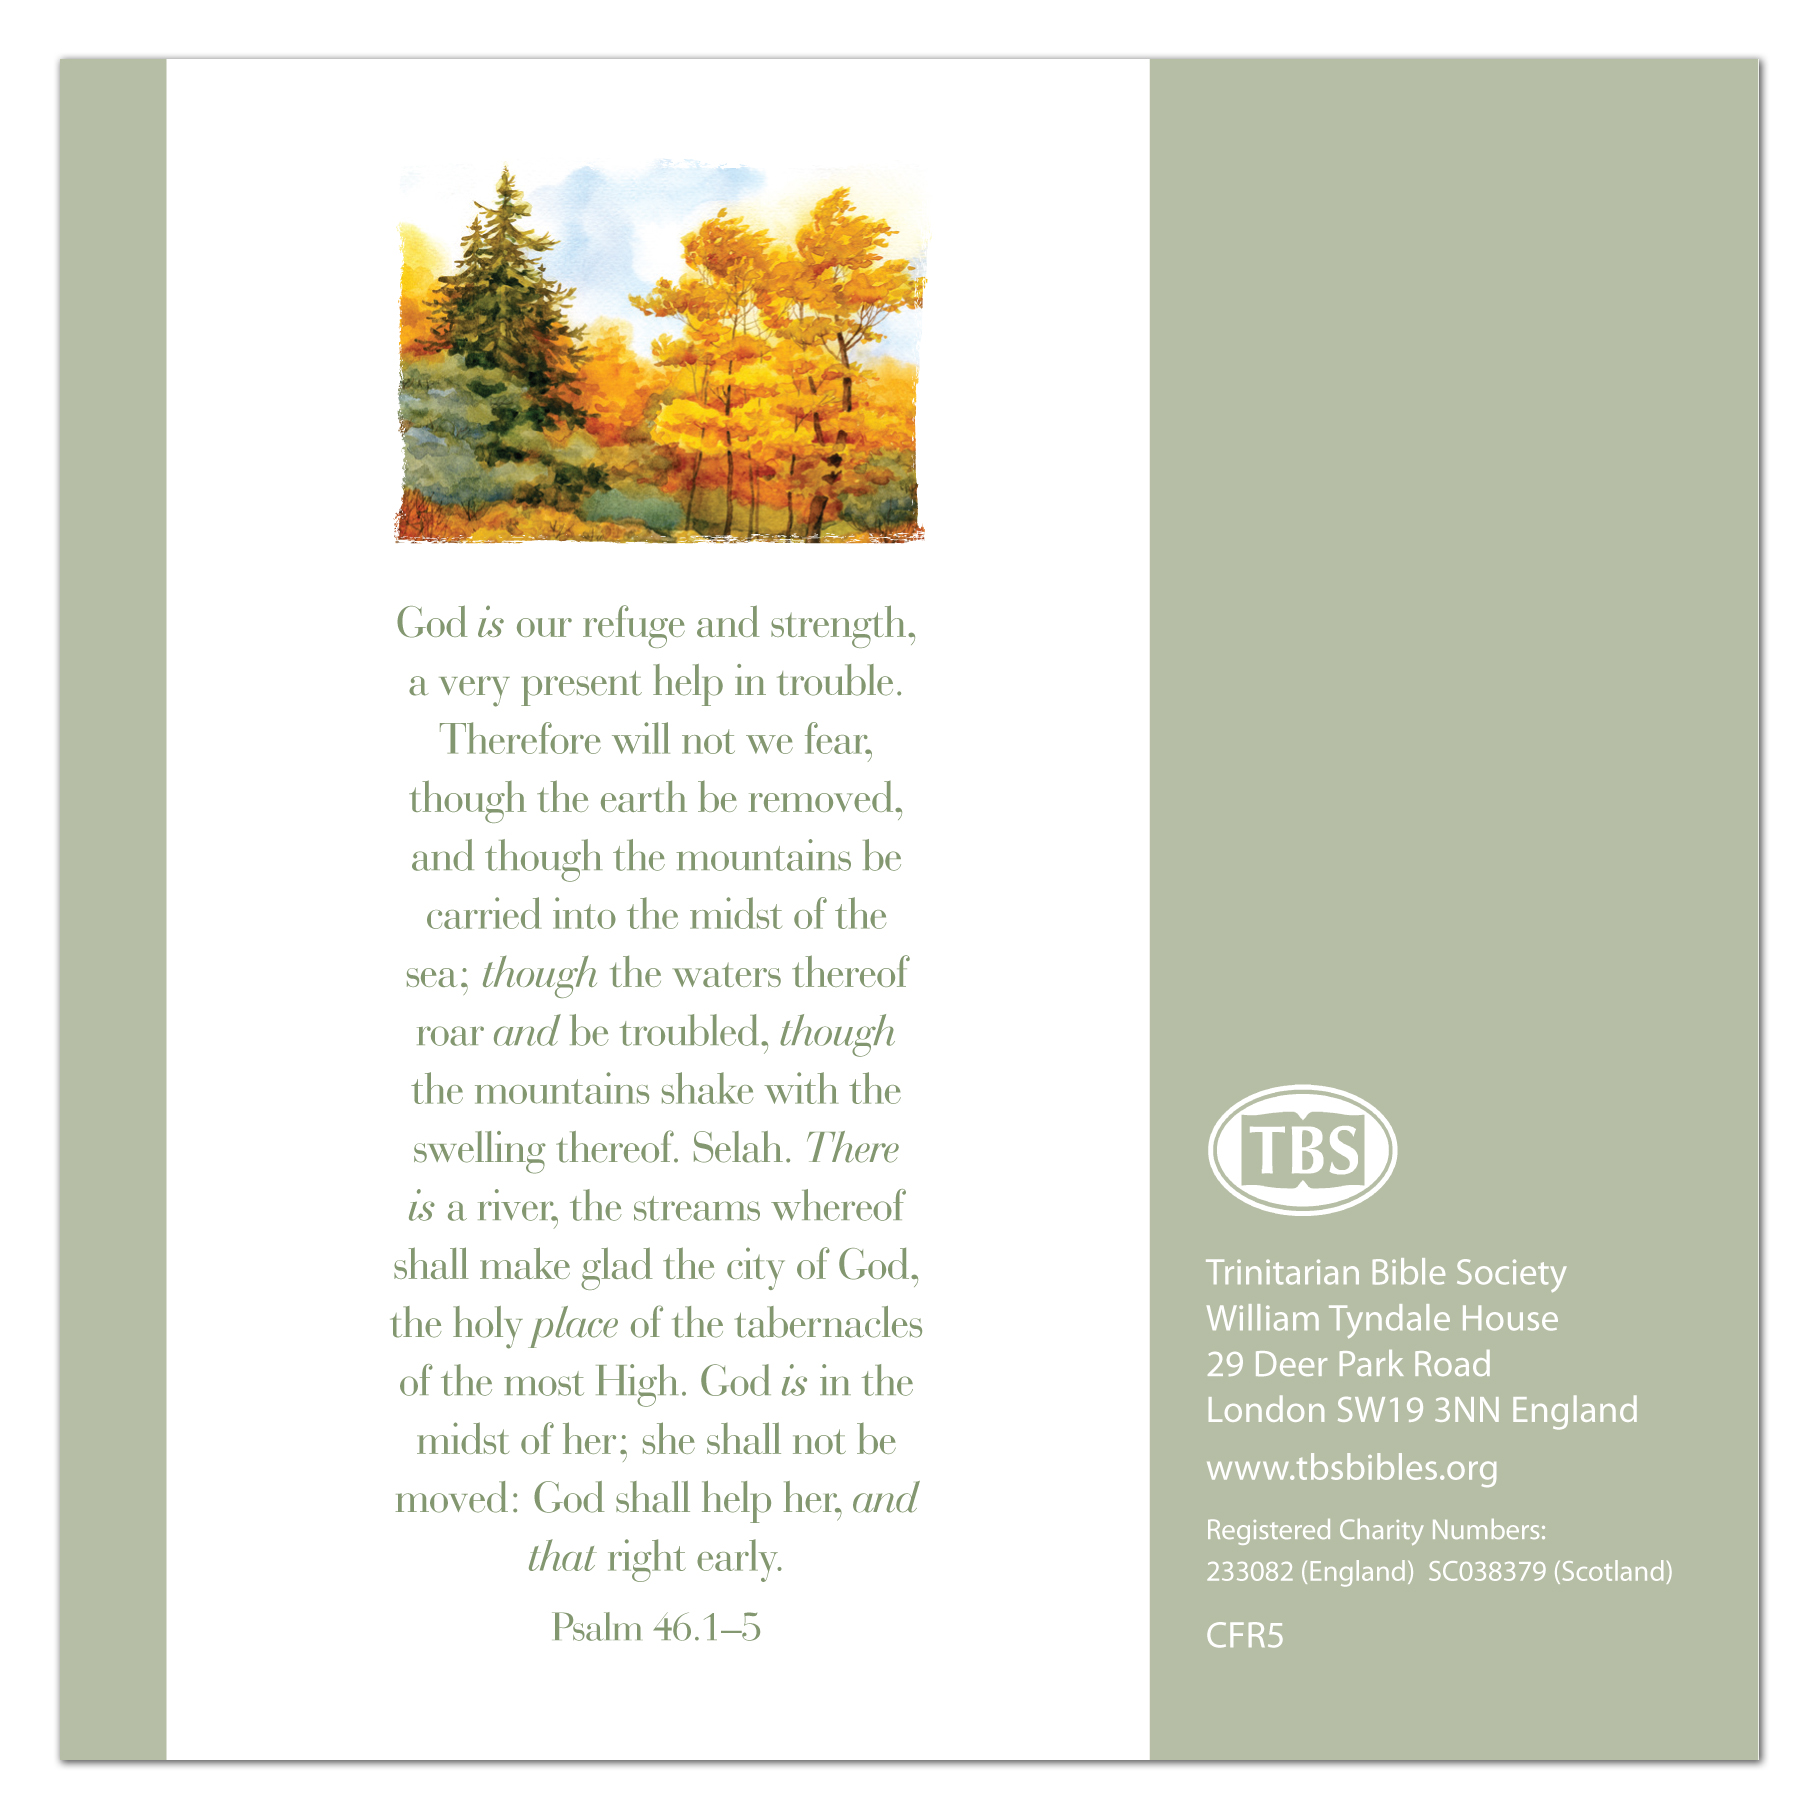 God is our refuge and strength,
a very present help in trouble.
Therefore will not we fear,
though the earth be removed,
and though the mountains be
carried into the midst of the
sea; though the waters thereof
roar and be troubled, though
the mountains shake with the
swelling thereof. Selah. There
is a river, the streams whereof
shall make glad the city of God,
the holy place of the tabernacles
of the most High. God is in the
midst of her; she shall not be
moved: God shall help her, and
that right early.
Psalm 46.1–5
TBS
Trinitarian Bible Society
William Tyndale House
29 Deer Park Road
London SW19 3NN England
www.tbsbibles.org
Registered Charity Numbers:
233082 (England) SC038379 (Scotland)
CFR5